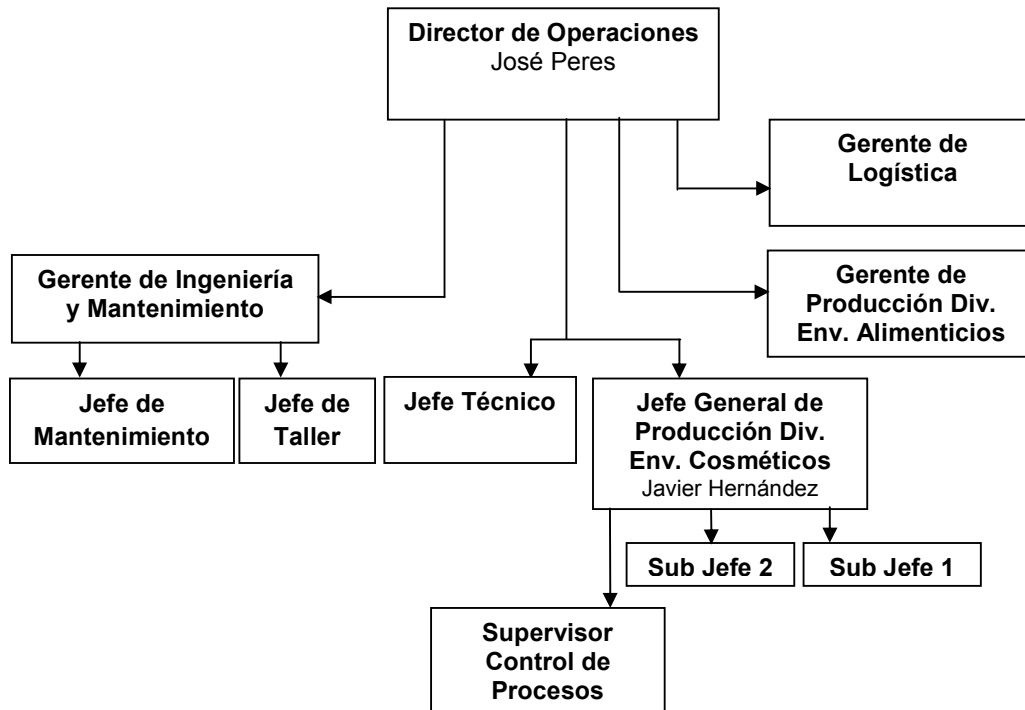 Director de Operaciones
José Peres
Gerente de
Logística
Gerente de Ingeniería
y Mantenimiento
Gerente de
Producción Div.
Env. Alimenticios
Jefe de
Mantenimiento
Jefe de
Taller
Jefe Técnico
Jefe General de
Producción Div.
Env. Cosméticos
Javier Hernández
Sub Jefe 2
Sub Jefe 1
Supervisor
Control de
Procesos